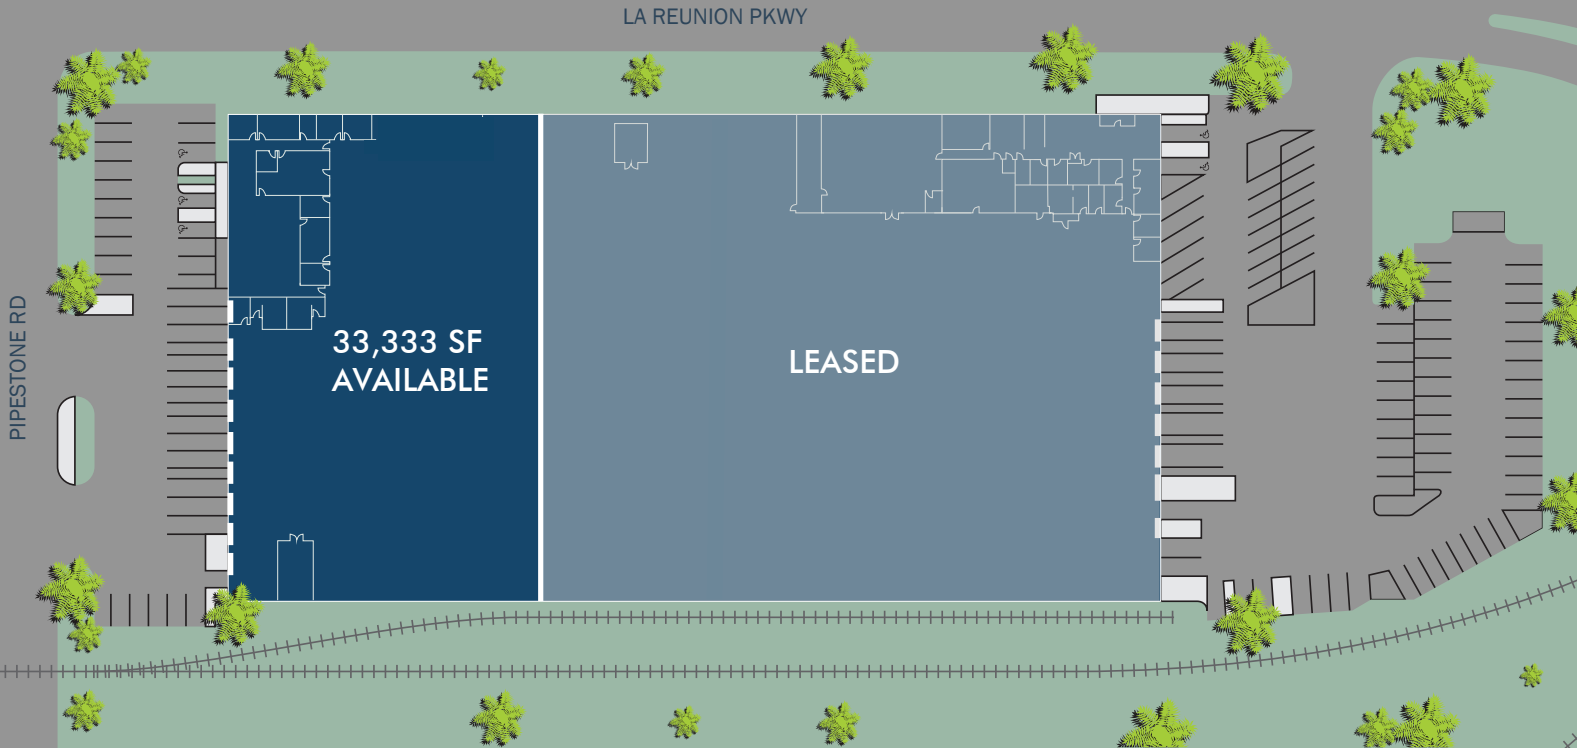 LA REUNION PKWY
PIPESTONE RD
33,333 SF
AVAILABLE
LEASED